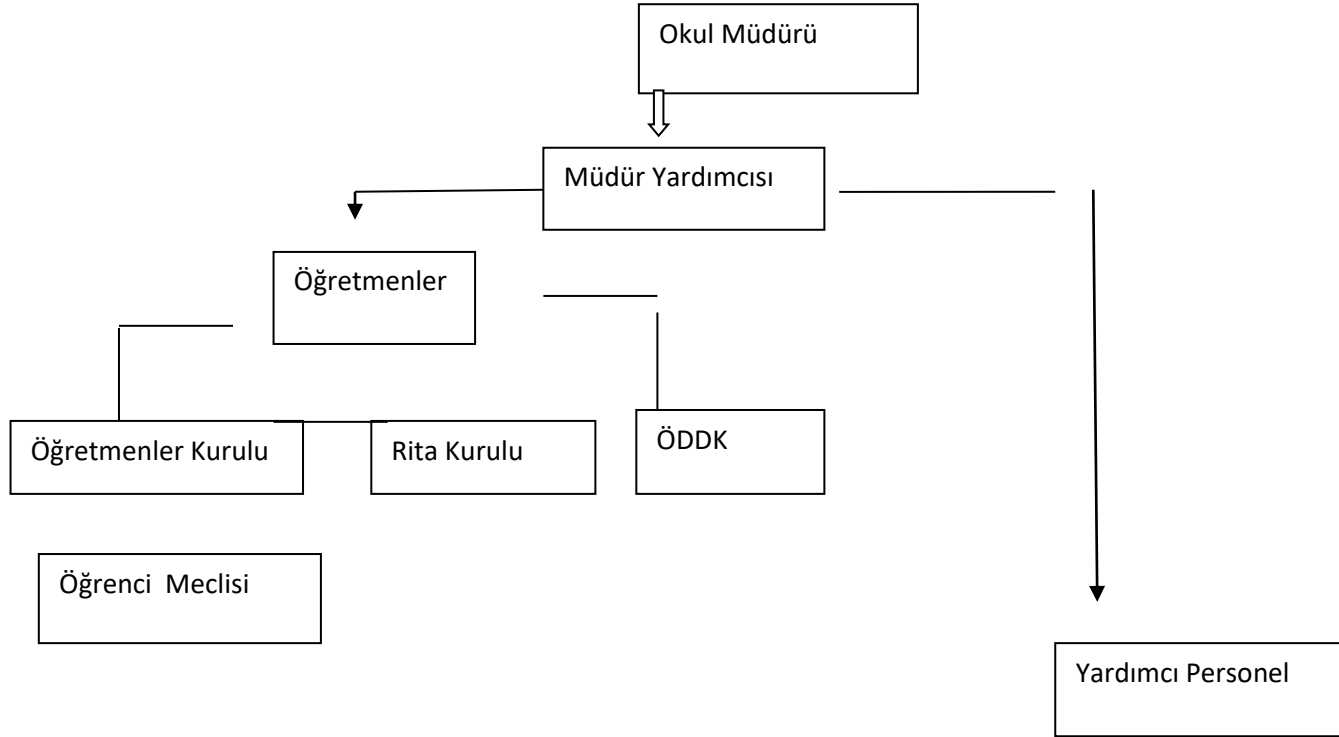 Okul Müdürü
Müdür Yardımcısı
Öğretmenler
Öğretmenler Kurulu
Rita Kurulu
ÖDDK
Öğrenci  Meclisi
Yardımcı Personel